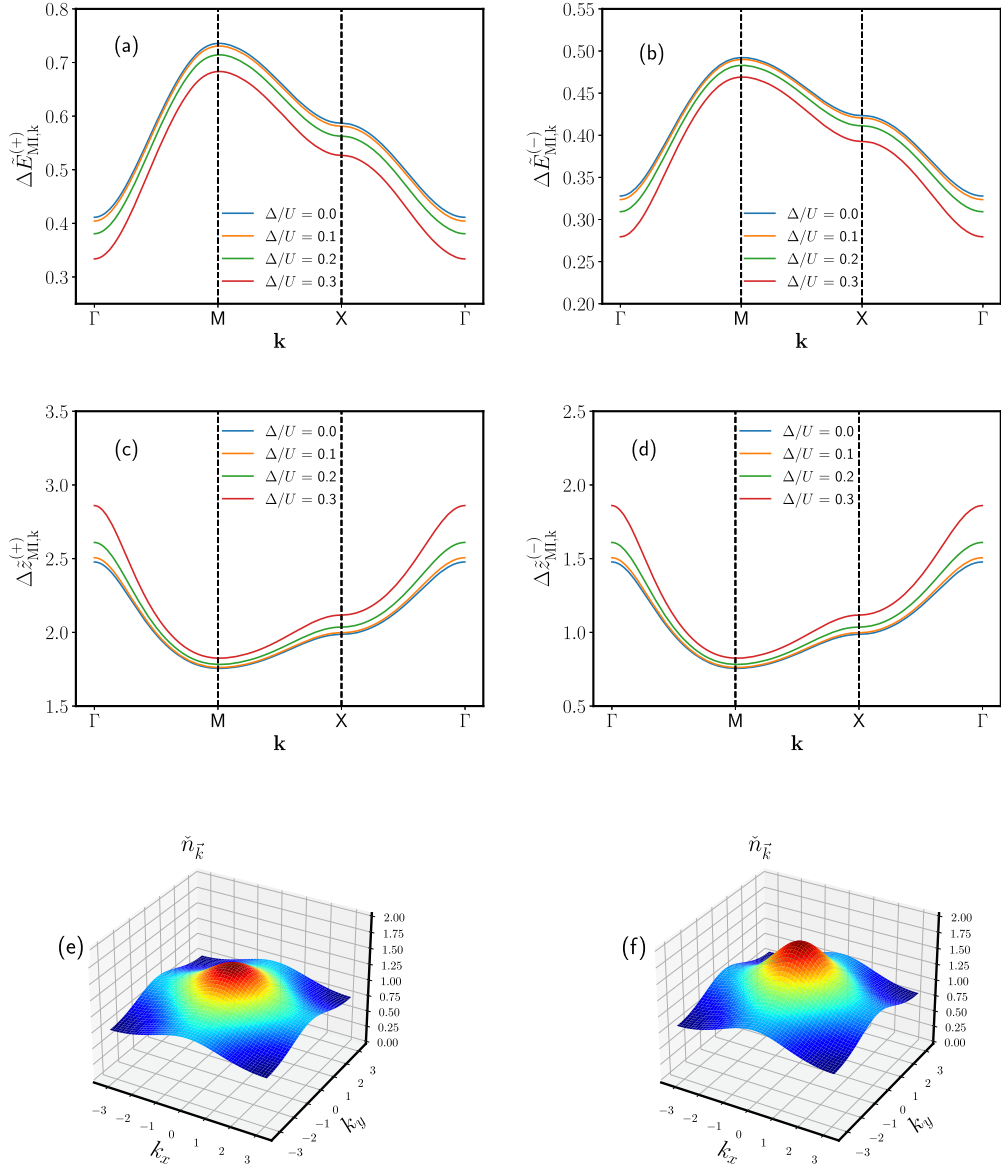 (a)
ΔẼ^{(+)}_{MI,k}
0.8
0.7
0.6
0.5
0.4
0.3
Δ/U = 0.0
Δ/U = 0.1
Δ/U = 0.2
Δ/U = 0.3
Γ M X Γ
k
(b)
ΔẼ^{(−)}_{MI,k}
0.55
0.50
0.45
0.40
0.35
0.30
0.25
0.20
Δ/U = 0.0
Δ/U = 0.1
Δ/U = 0.2
Δ/U = 0.3
Γ M X Γ
k
(c)
Δz̃^{(+)}_{MI,k}
3.5
3.0
2.5
2.0
1.5
Δ/U = 0.0
Δ/U = 0.1
Δ/U = 0.2
Δ/U = 0.3
Γ M X Γ
k
(d)
Δz̃^{(−)}_{MI,k}
2.5
2.0
1.5
1.0
0.5
Δ/U = 0.0
Δ/U = 0.1
Δ/U = 0.2
Δ/U = 0.3
Γ M X Γ
k
ň_{\vec{k}}
(e)
2.00
1.75
1.50
1.25
1.00
0.75
0.50
0.25
0.00
−3 −2 −1 0 1 2 3
k_x
−3 −2 −1 0 1 2 3
k_y
ň_{\vec{k}}
(f)
2.00
1.75
1.50
1.25
1.00
0.75
0.50
0.25
0.00
−3 −2 −1 0 1 2 3
k_x
−3 −2 −1 0 1 2 3
k_y